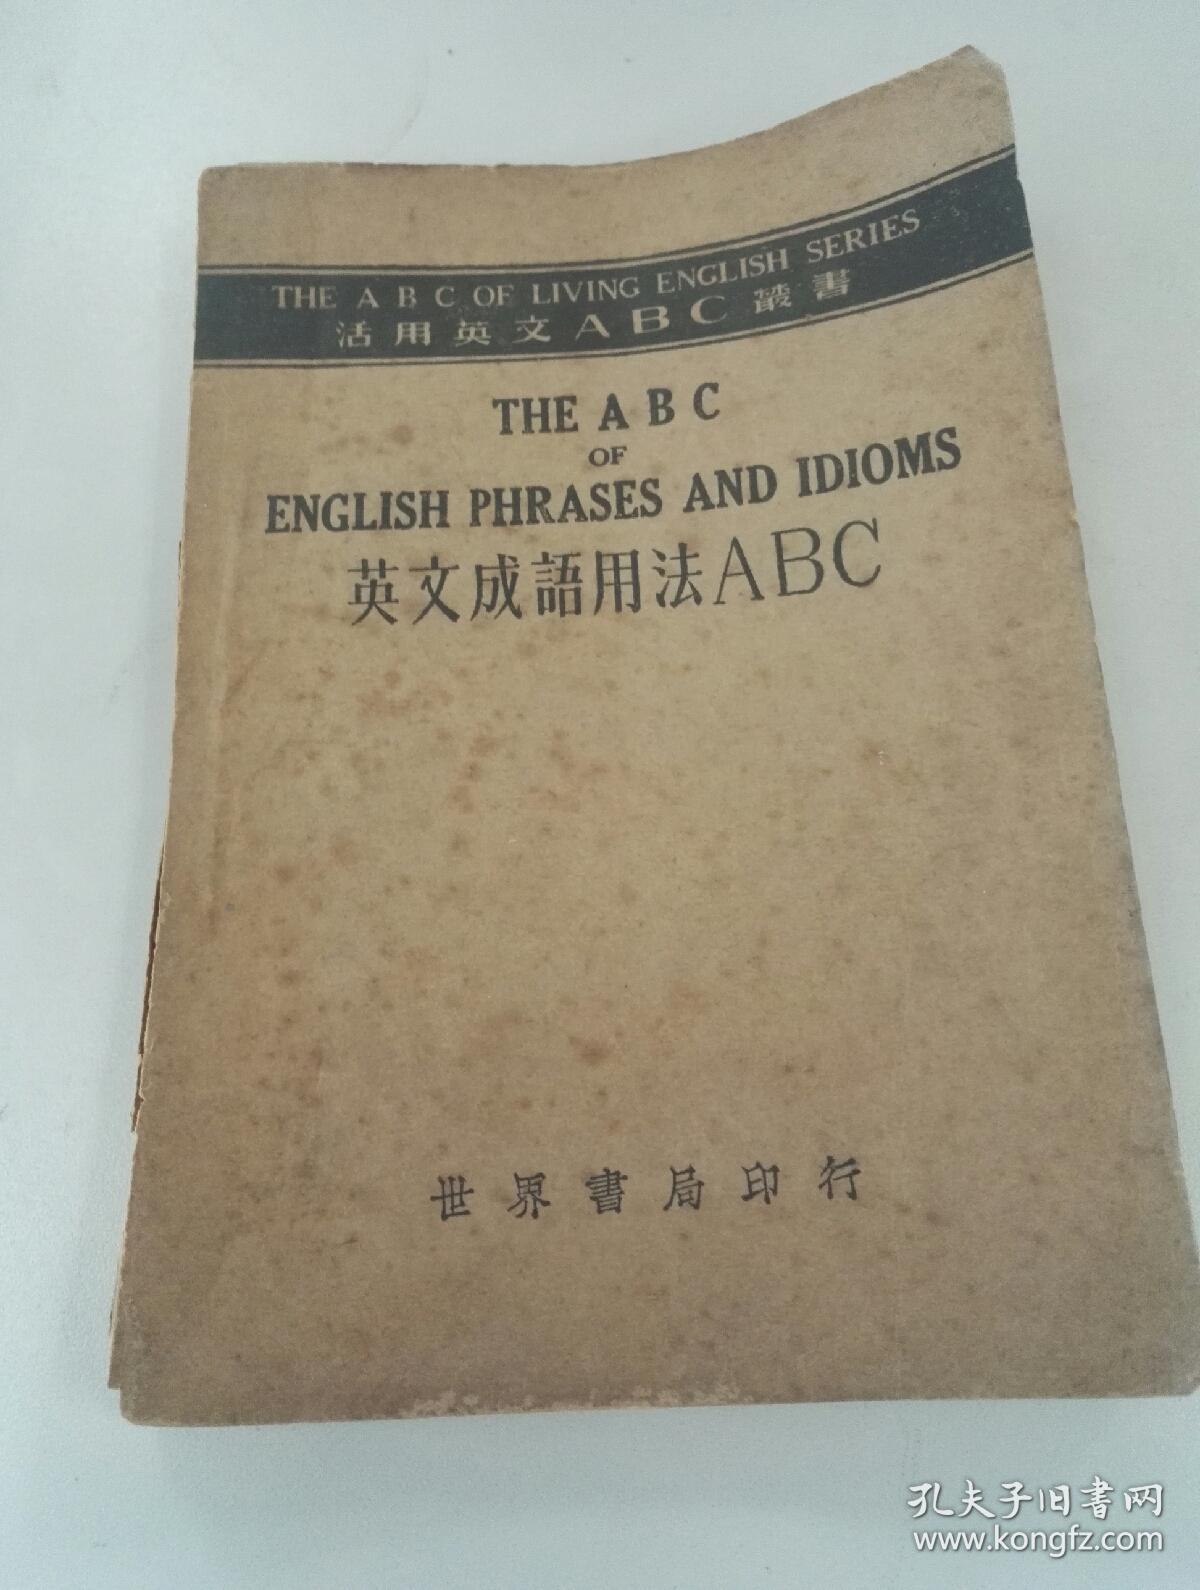 THE A B C OF LIVING ENGLISH SERIES
活用英文ABC叢書
THE A B C
OF
ENGLISH PHRASES AND IDIOMS
英文成語用法ABC
世界書局印行
孔夫子旧書网
www.kongfz.com